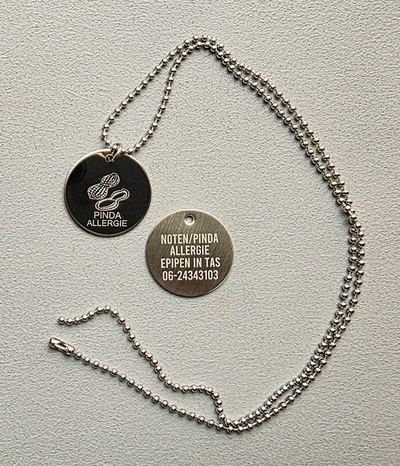 PINDA
ALLERGIE
NOTEN/PINDA
ALLERGIE
EPIPEN IN TAS
06-24343103